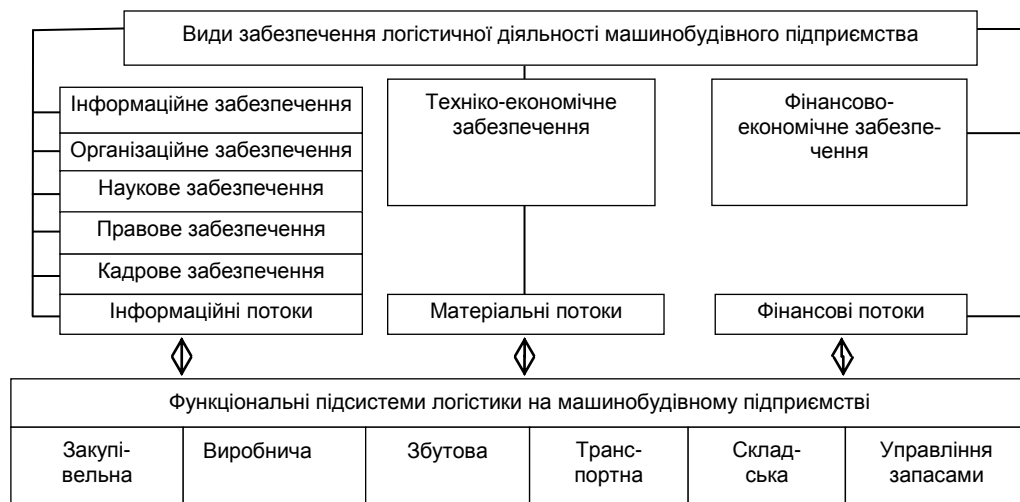 Види забезпечення логістичної діяльності машинобудівного підприємства
Інформаційне забезпечення
Організаційне забезпечення
Наукове забезпечення
Правове забезпечення
Кадрове забезпечення
Інформаційні потоки
Техніко-економічне
забезпечення
Матеріальні потоки
Фінансово-
економічне забезпе-
чення
Фінансові потоки
Функціональні підсистеми логістики на машинобудівному підприємстві
Закупі-
вельна
Виробнича
Збутова
Транс-
портна
Склад-
ська
Управління
запасами